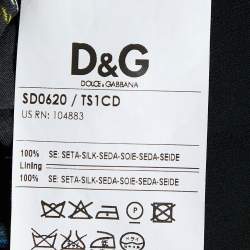 D&G
DOLCE & GABBANA
SD0620 / TS1CD
US RN: 104883
100% SE: SETA-SILK-SEDA-SOIE-SEDA-SEIDE
Lining
100% SE: SETA-SILK-SEDA-SOIE-SEDA-SEIDE